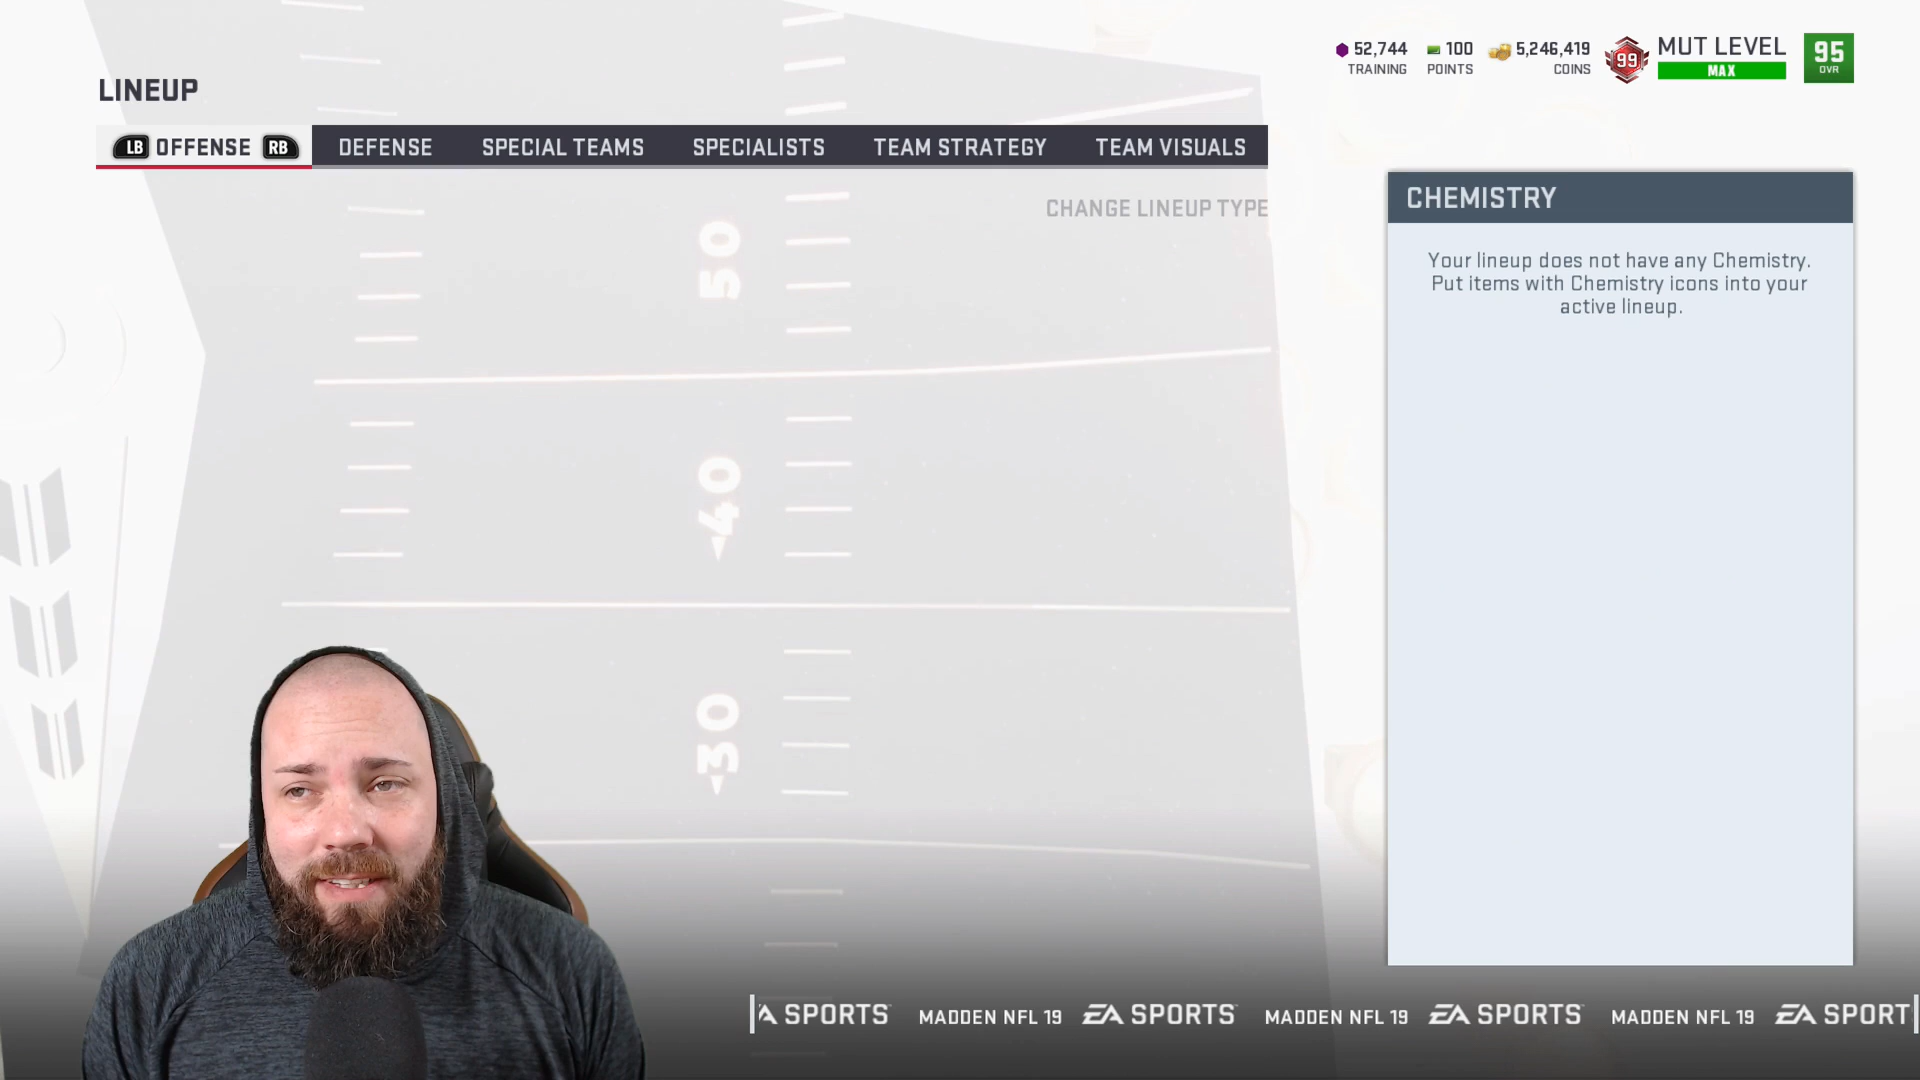 LINEUP
52,744
TRAINING
100
POINTS
5,246,419
COINS
99
MUT LEVEL
MAX
95
OVR
LB OFFENSE RB
DEFENSE
SPECIAL TEAMS
SPECIALISTS
TEAM STRATEGY
TEAM VISUALS
CHANGE LINEUP TYPE
CHEMISTRY
Your lineup does not have any Chemistry.
Put items with Chemistry icons into your
active lineup.
50
40
30
A SPORTS MADDEN NFL 19 EA SPORTS MADDEN NFL 19 EA SPORTS MADDEN NFL 19 EA SPORT